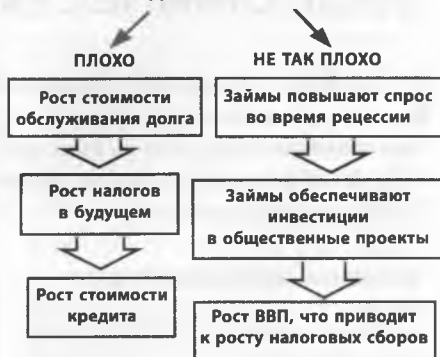 ПЛОХО
Рост стоимости
обслуживания долга
Рост налогов
в будущем
Рост стоимости
кредита
НЕ ТАК ПЛОХО
Займы повышают спрос
во время рецессии
Займы обеспечивают
инвестиции
в общественные проекты
Рост ВВП, что приводит
к росту налоговых сборов